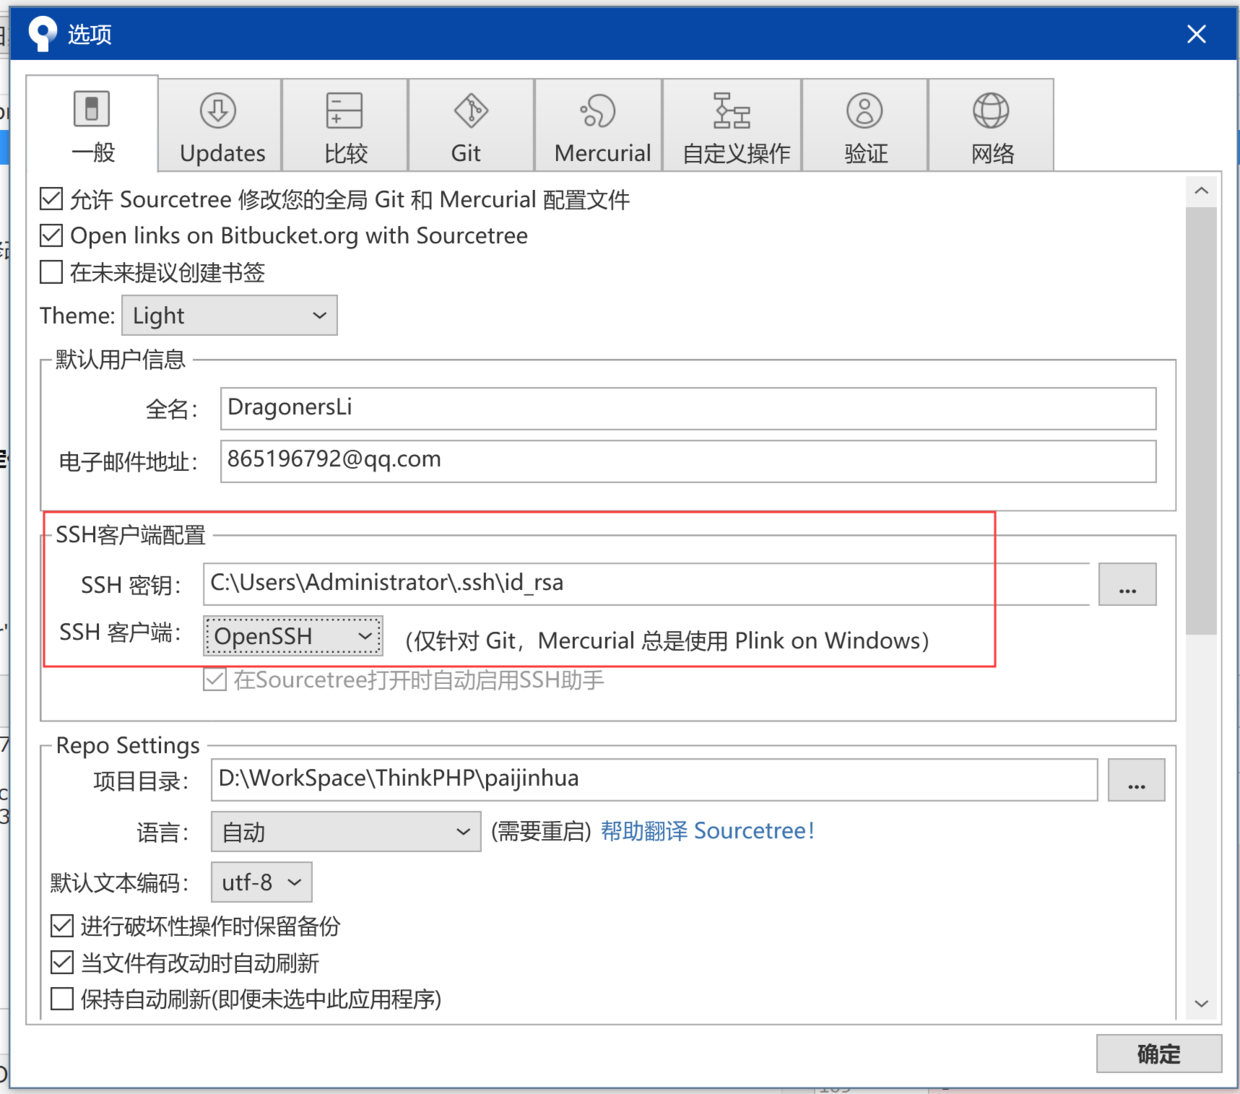 选项
一般 Updates 比较 Git Mercurial 自定义操作 验证 网络
允许 Sourcetree 修改您的全局 Git 和 Mercurial 配置文件
Open links on Bitbucket.org with Sourcetree
在未来提议创建书签
Theme: Light
默认用户信息
全名： DragonersLi
电子邮件地址： 865196792@qq.com
SSH客户端配置
SSH 密钥： C:\Users\Administrator\.ssh\id_rsa ...
SSH 客户端： OpenSSH （仅针对 Git，Mercurial 总是使用 Plink on Windows）
在Sourcetree打开时自动启用SSH助手
Repo Settings
项目目录： D:\WorkSpace\ThinkPHP\paijinhua ...
语言： 自动 (需要重启) 帮助翻译 Sourcetree！
默认文本编码： utf-8
进行破坏性操作时保留备份
当文件有改动时自动刷新
保持自动刷新(即便未选中此应用程序)
确定